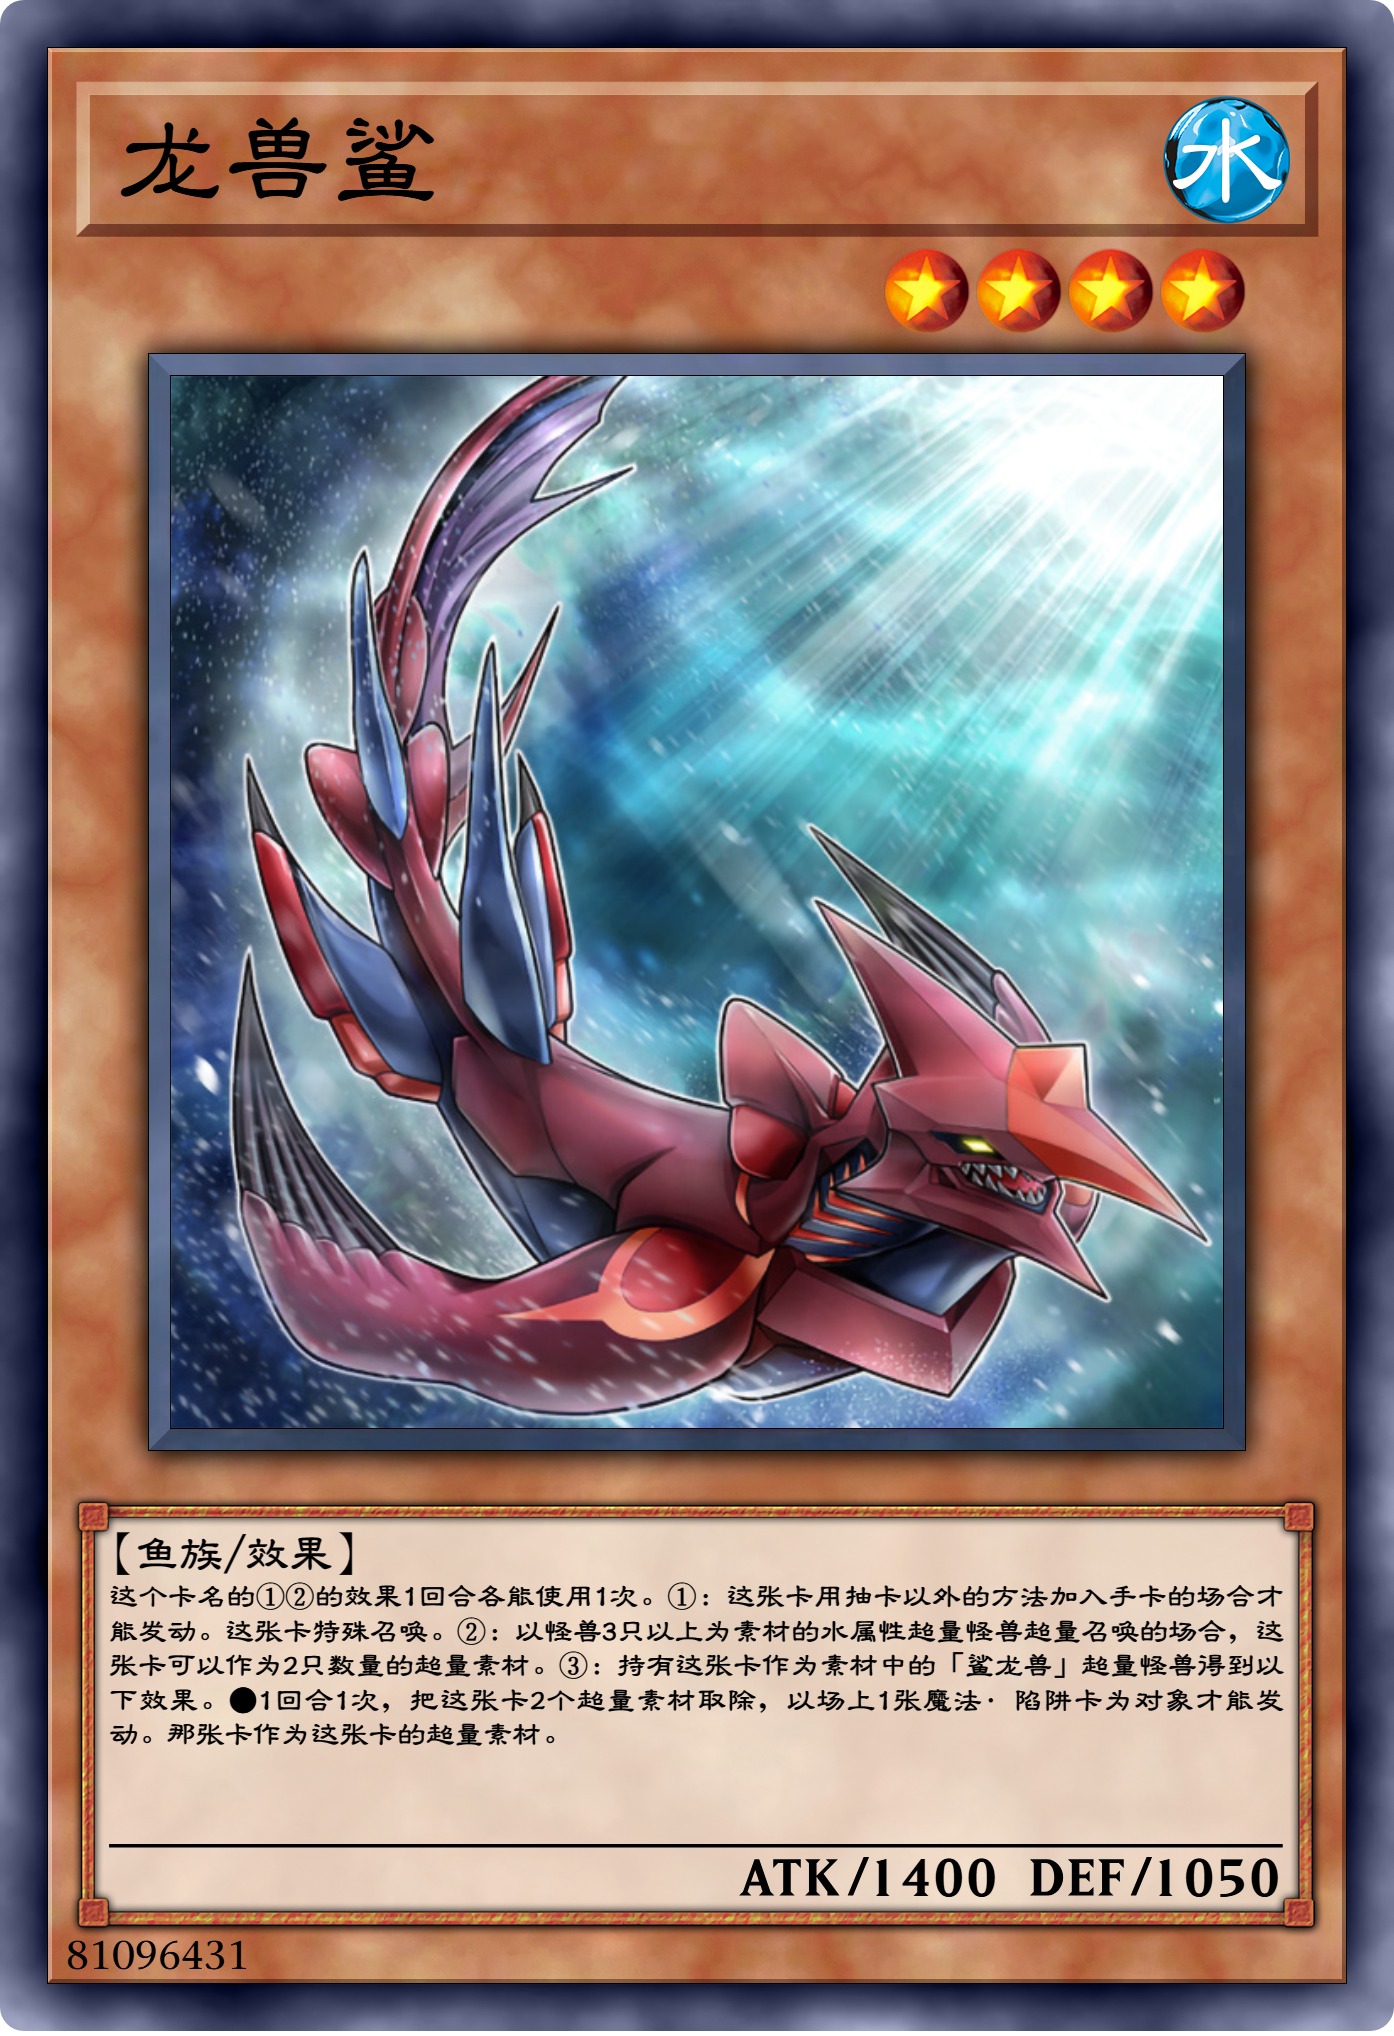 龙兽鲨
水
【鱼族/效果】
这个卡名的①②的效果1回合各能使用1次。①：这张卡用抽卡以外的方法加入手卡的场合才
能发动。这张卡特殊召唤。②：以怪兽3只以上为素材的水属性超量怪兽超量召唤的场合，这
张卡可以作为2只数量的超量素材。③：持有这张卡作为素材中的「鲨龙兽」超量怪兽得到以
下效果。●1回合1次，把这张卡2个超量素材取除，以场上1张魔法·陷阱卡为对象才能发
动。那张卡作为这张卡的超量素材。
ATK/1400 DEF/1050
81096431